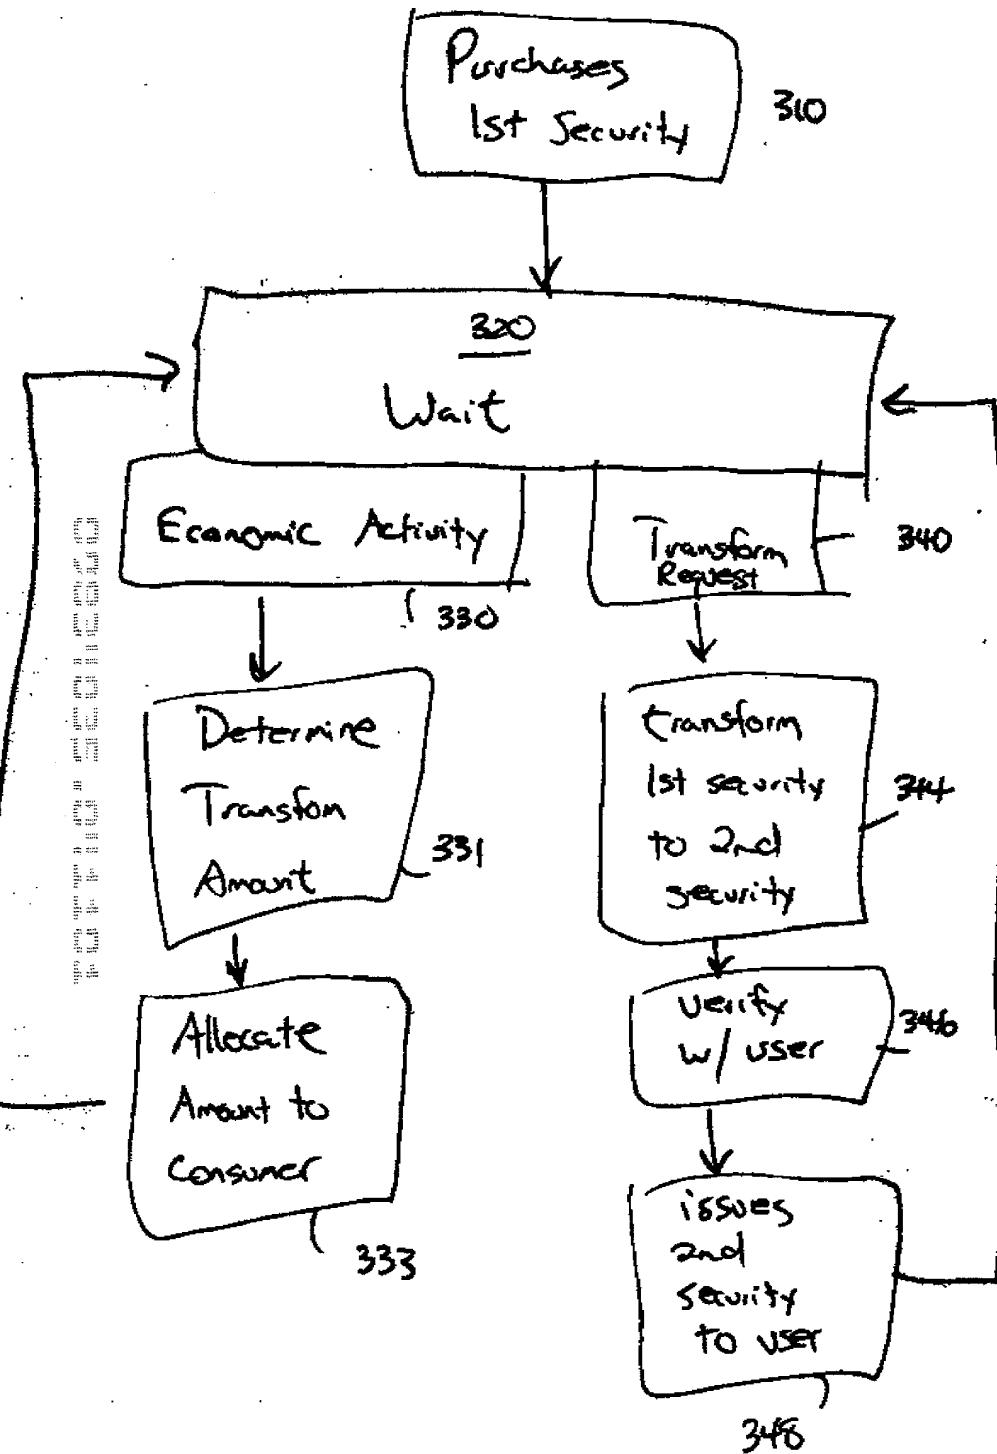 Purchases
1st Security
310
320
Wait
Economic Activity
330
Transform
Request
340
Determine
Transfom
Amount
331
transform
1st security
to 2nd
security
344
Allocate
Amount to
Consumer
333
verify
w/ user
346
issues
2nd
security
to user
348